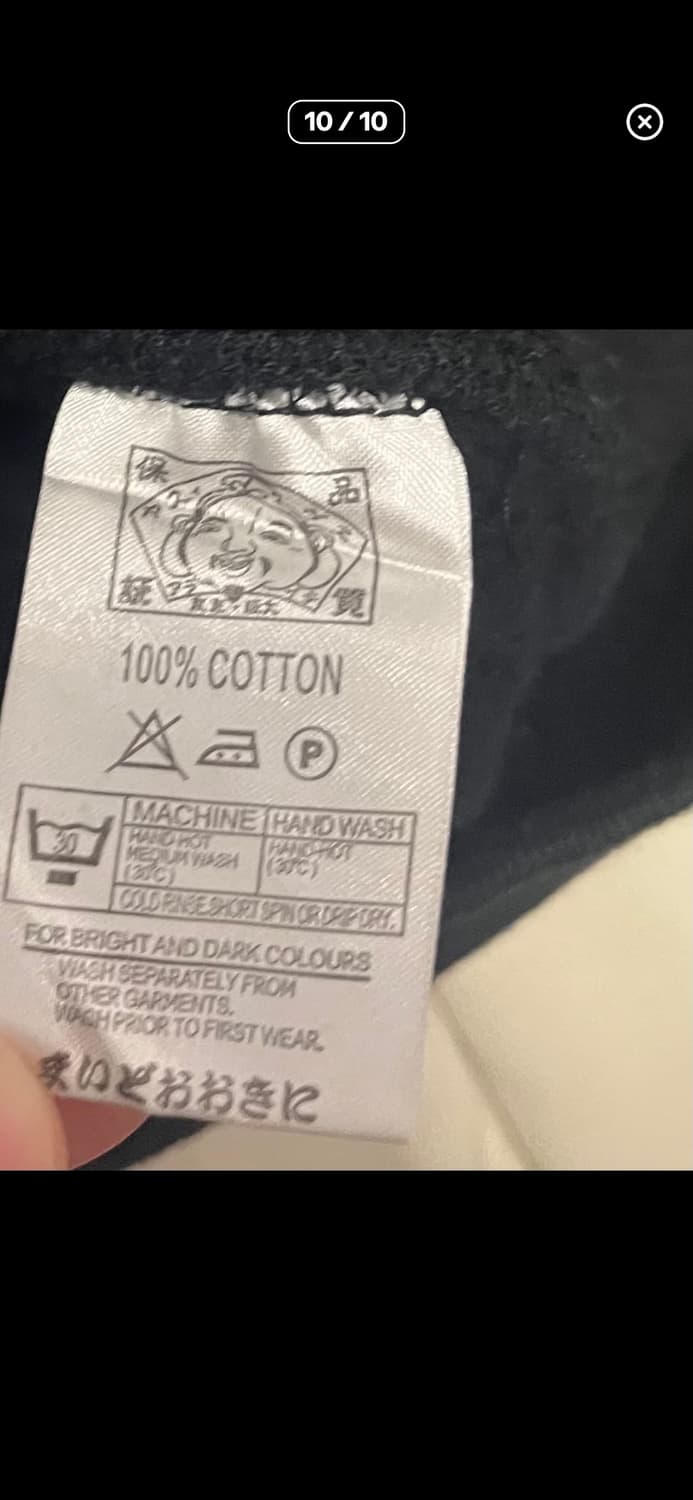 10 / 10
保 品
証 質
100% COTTON
P
30
MACHINE HAND WASH
HAND HOT
MEDIUM WASH
(30°C)
HAND HOT
(30°C)
COLD RINSE.SHORT SPIN OR DRIP DRY.
FOR BRIGHT AND DARK COLOURS
WASH SEPARATELY FROM
OTHER GARMENTS.
WASH PRIOR TO FIRST WEAR.
まいどおおきに